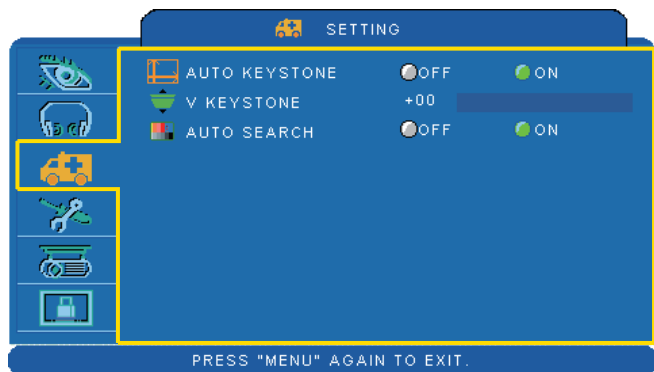 SETTING
AUTO KEYSTONE OFF ON
V KEYSTONE +00
AUTO SEARCH OFF ON
PRESS "MENU" AGAIN TO EXIT.